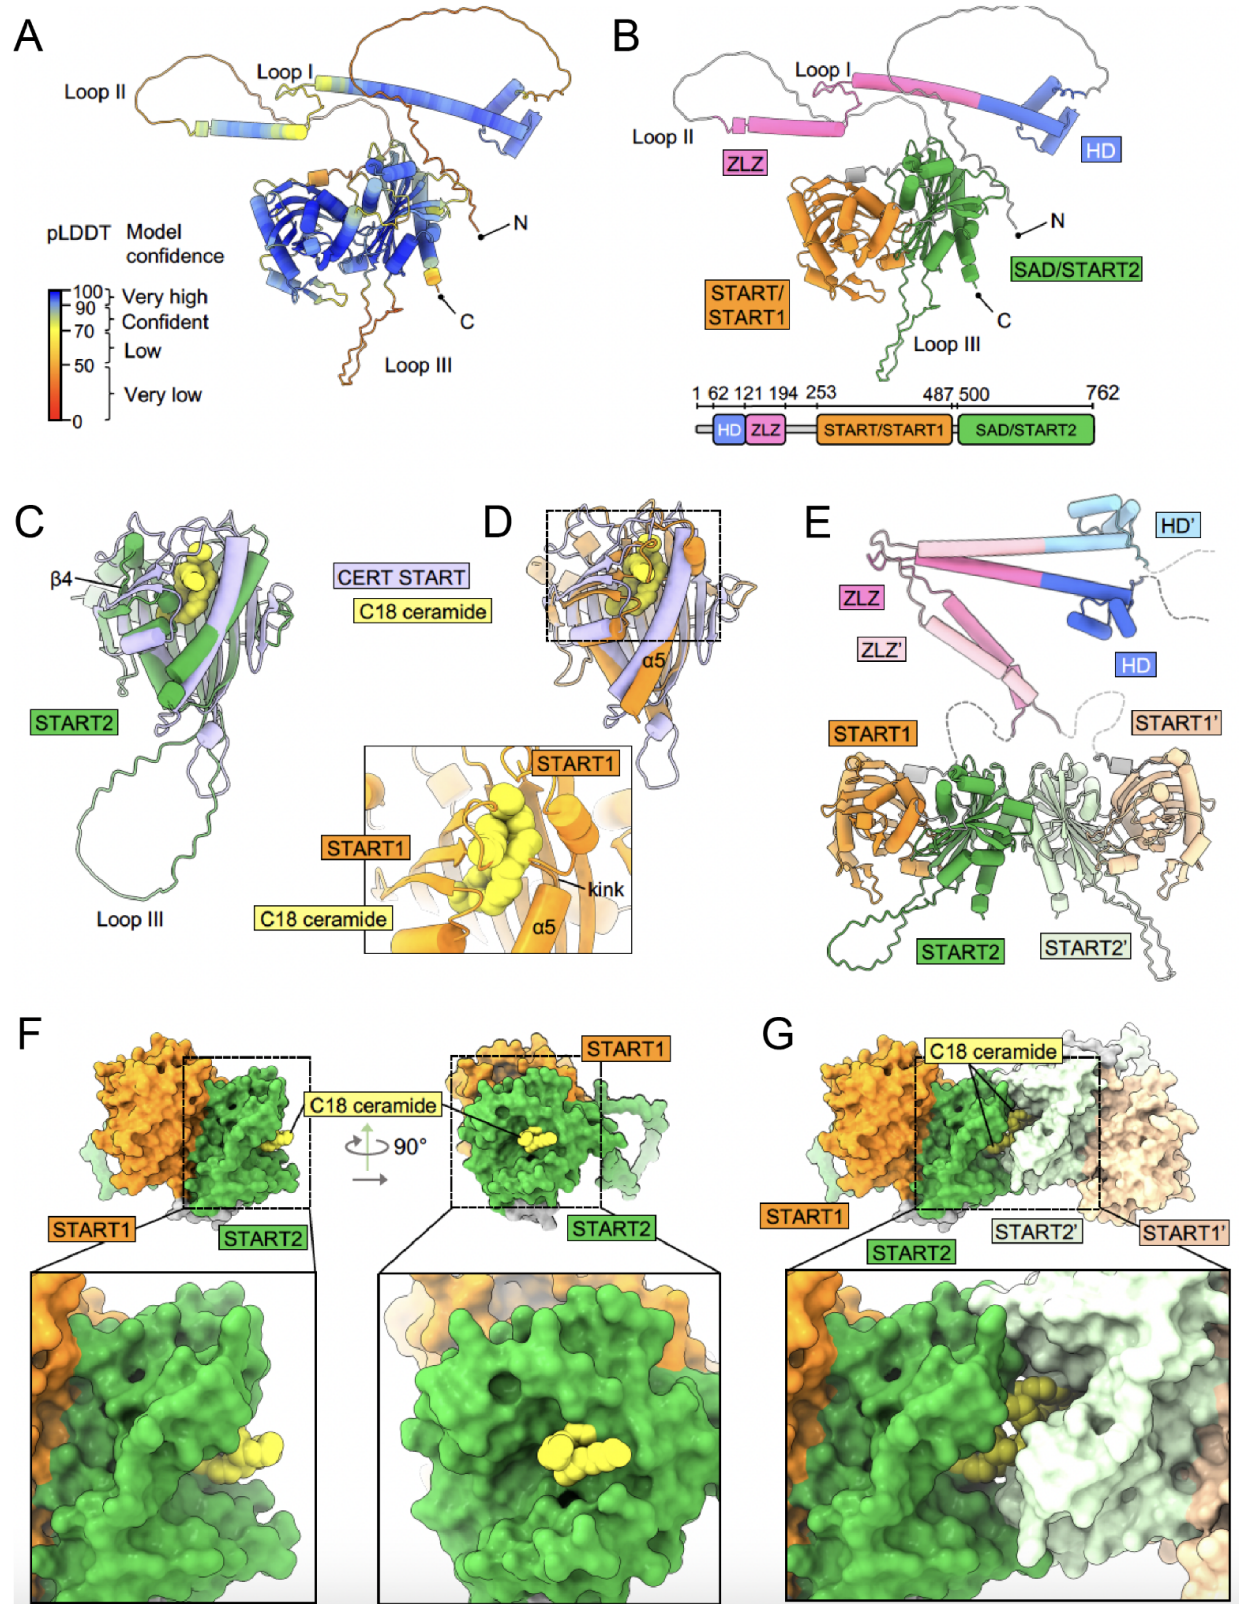 A
Loop I
Loop II
N
pLDDT Model
confidence
100
90
70
50
0
Very high
Confident
Low
Very low
C
Loop III
B
Loop I
Loop II
ZLZ
HD
N
SAD/START2
START/
START1
C
Loop III
1 62 121 194 253 487 500 762
HD ZLZ START/START1 SAD/START2
C
β4
START2
Loop III
D
CERT START
C18 ceramide
α5
START1
START1
C18 ceramide
kink
α5
E
HD'
ZLZ
ZLZ'
HD
START1
START1'
START2
START2'
F
START1
C18 ceramide
90°
START1
START2
START2
G
C18 ceramide
START1
START2'
START1'
START2